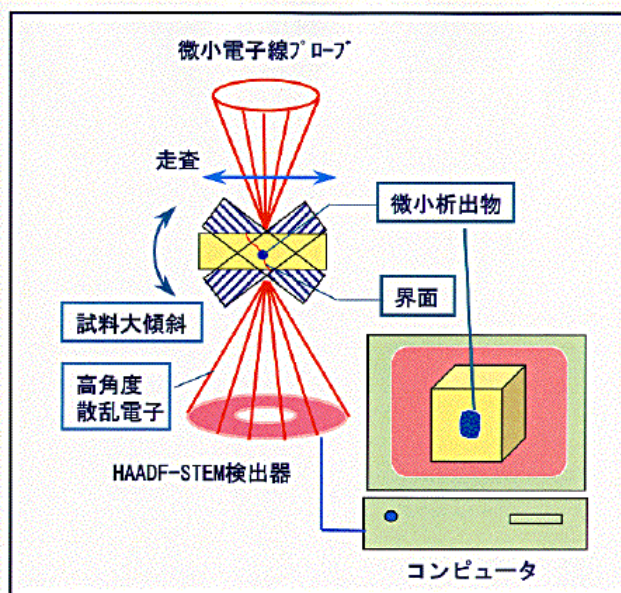 微小電子線ﾌﾟﾛｰﾌﾞ
走査
微小析出物
界面
試料大傾斜
高角度
散乱電子
HAADF-STEM検出器
コンピュータ